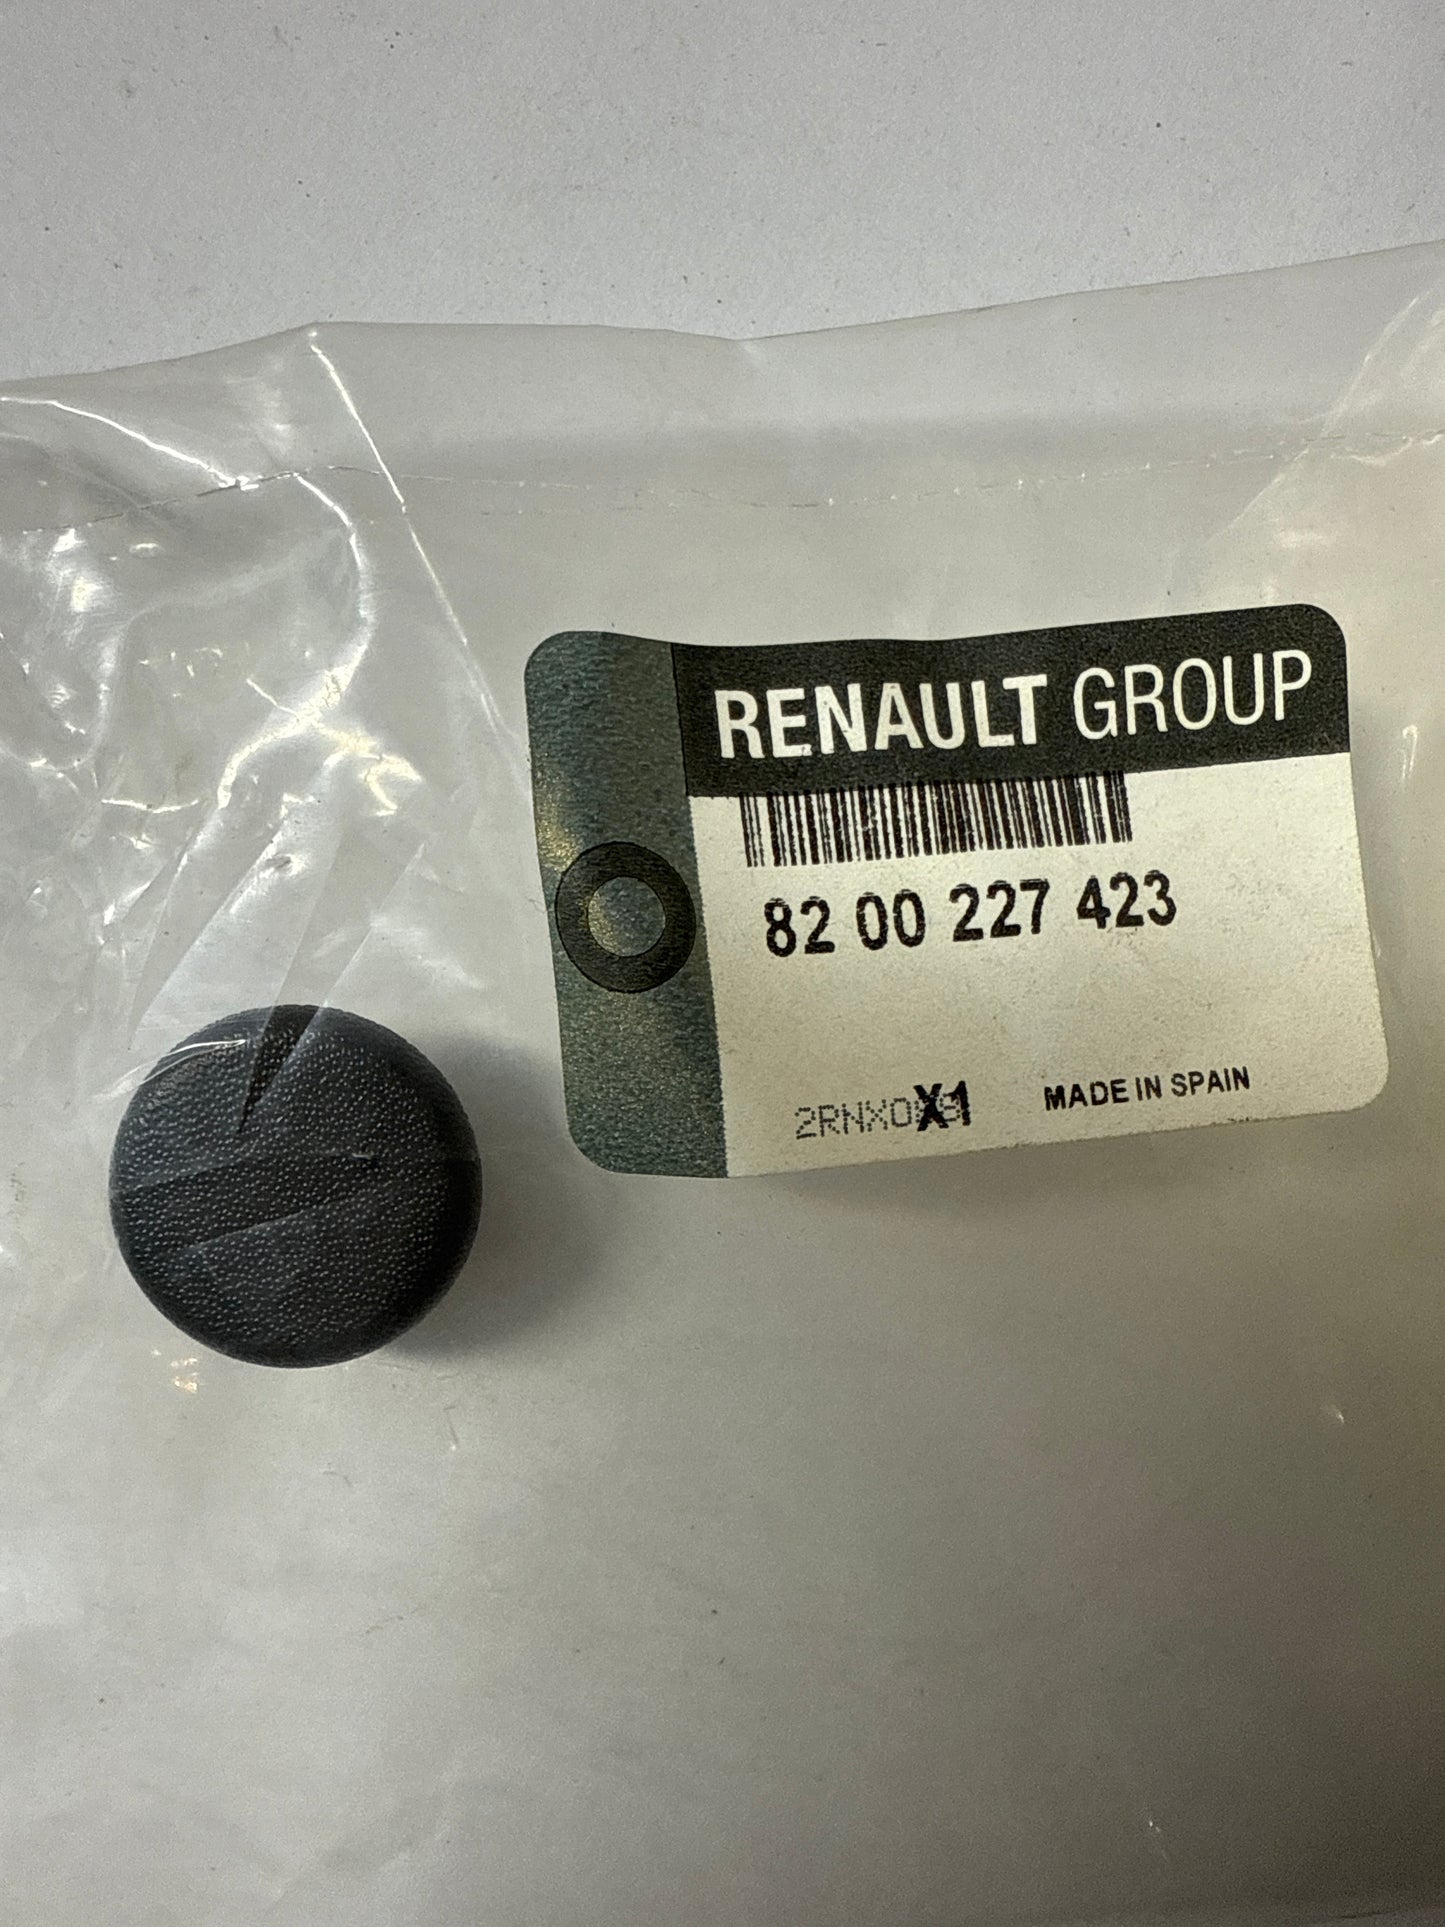 RENAULT GROUP
82 00 227 423
X1 MADE IN SPAIN